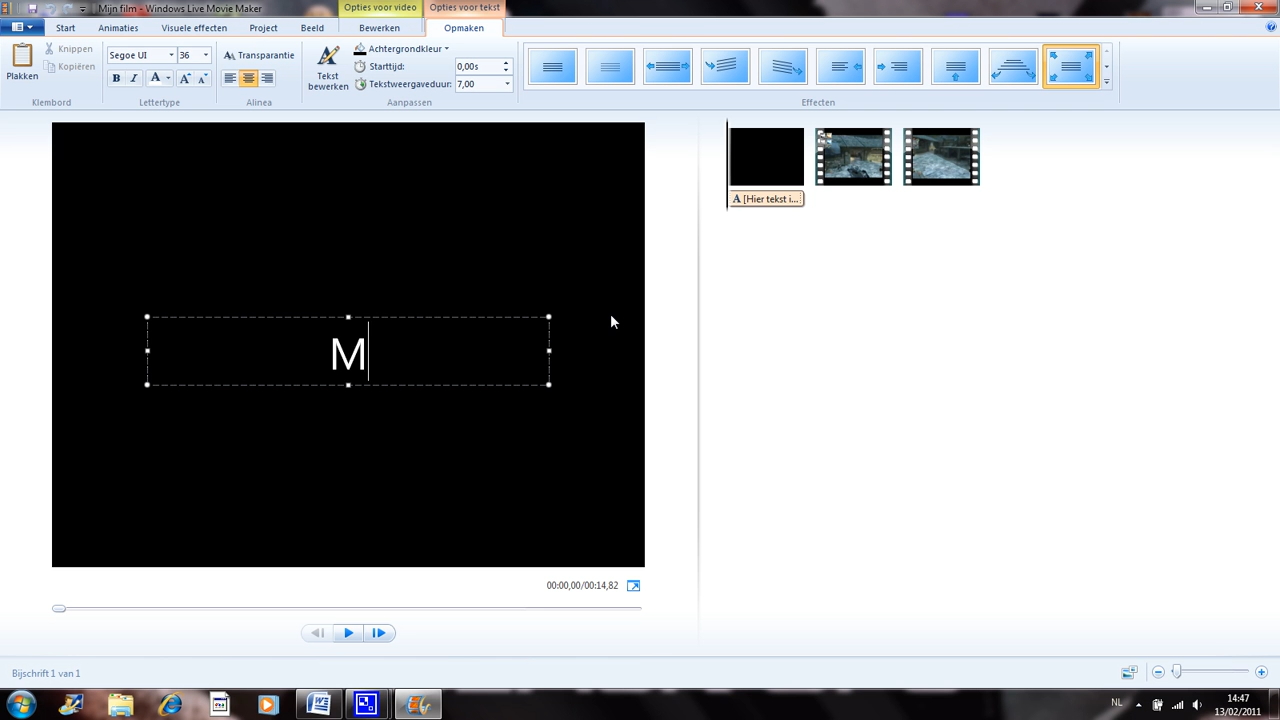 Mijn film - Windows Live Movie Maker
Opties voor video
Opties voor tekst
Start
Animaties
Visuele effecten
Project
Beeld
Bewerken
Opmaken
Plakken
Knippen
Kopiëren
Klembord
Segoe UI
36
B
I
A
A
A
Lettertype
Transparantie
Alinea
Tekst
bewerken
Achtergrondkleur
Starttijd:
0,00s
Tekstweergaveduur:
7,00
Aanpassen
Effecten
A [Hier tekst i...
M
00:00,00/00:14,82
Bijschrift 1 van 1
NL
14:47
13/02/2011